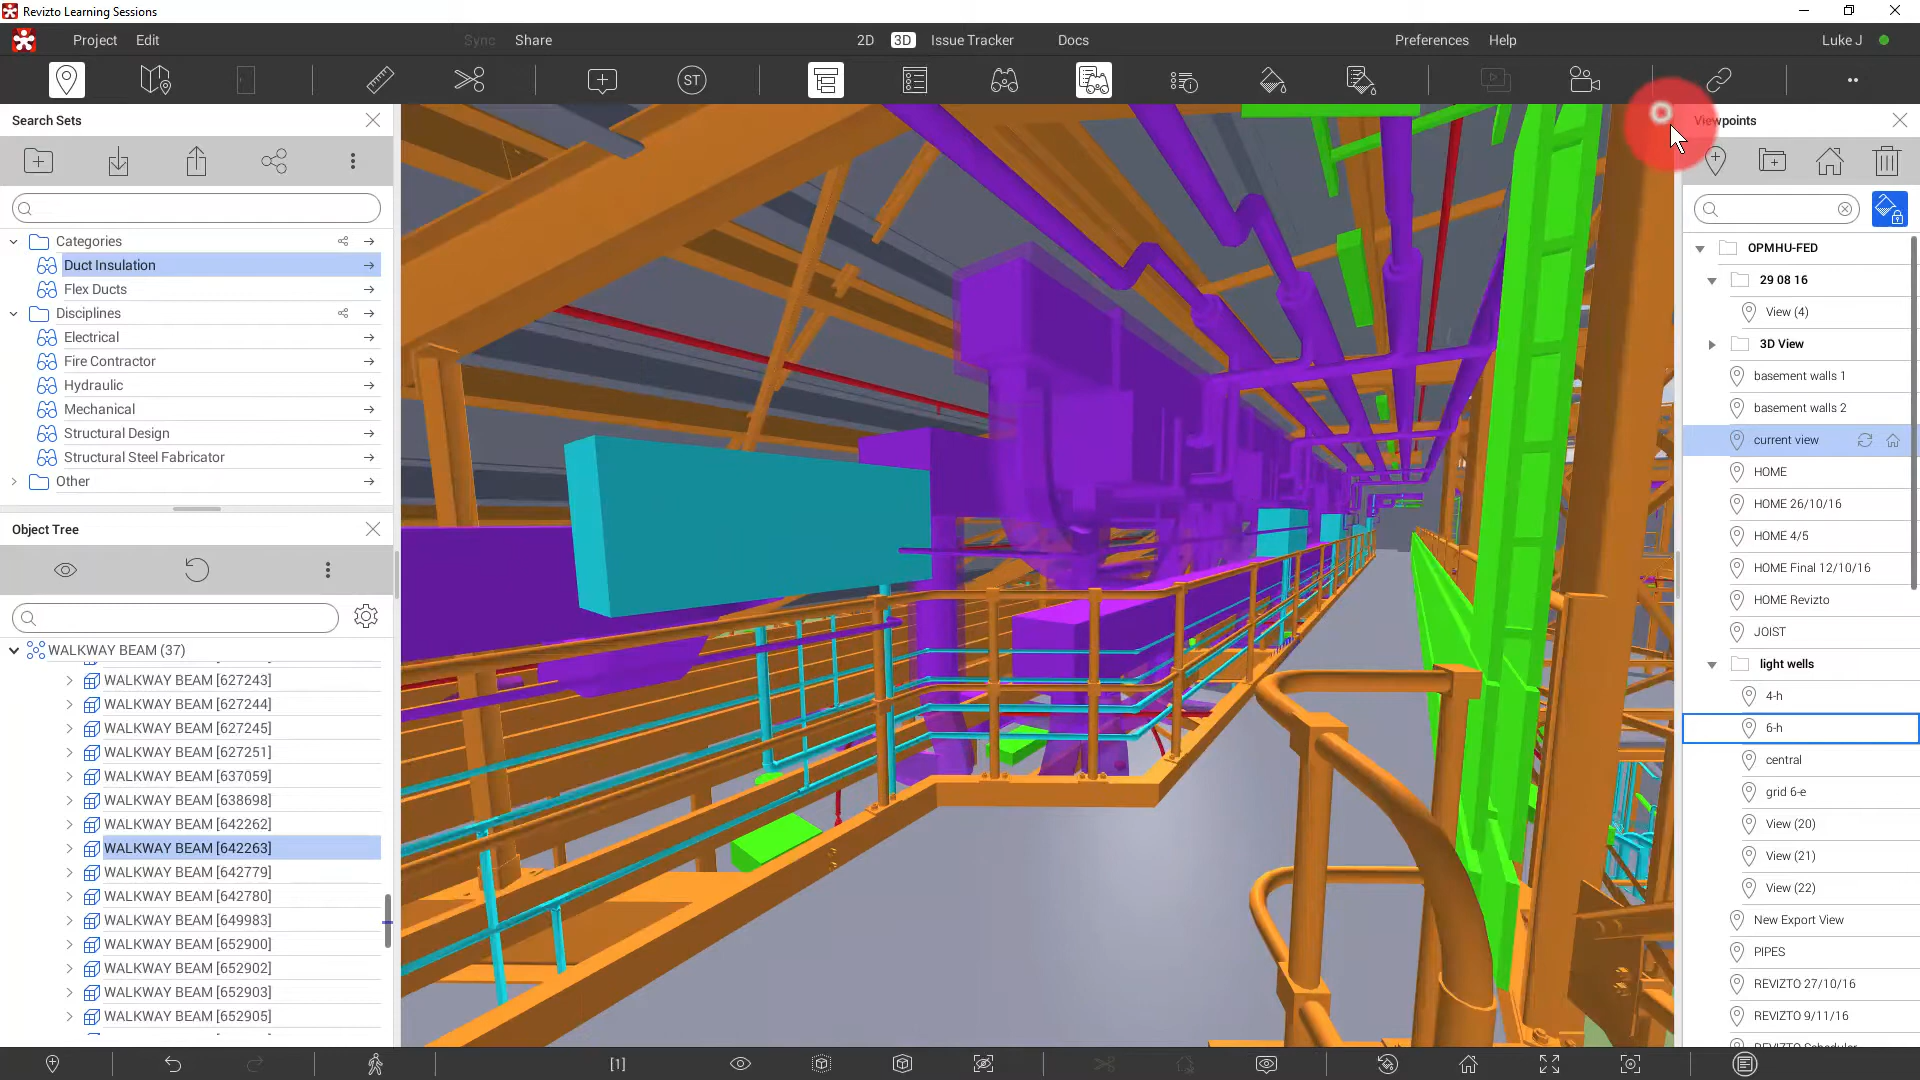 Revizto Learning Sessions
Project Edit Sync Share 2D 3D Issue Tracker Docs Preferences Help Luke J
ST
Search Sets
Categories
Duct Insulation
Flex Ducts
Disciplines
Electrical
Fire Contractor
Hydraulic
Mechanical
Structural Design
Structural Steel Fabricator
Other
Object Tree
WALKWAY BEAM (37)
WALKWAY BEAM [627243]
WALKWAY BEAM [627244]
WALKWAY BEAM [627245]
WALKWAY BEAM [627251]
WALKWAY BEAM [637059]
WALKWAY BEAM [638698]
WALKWAY BEAM [642262]
WALKWAY BEAM [642263]
WALKWAY BEAM [642779]
WALKWAY BEAM [642780]
WALKWAY BEAM [649983]
WALKWAY BEAM [652900]
WALKWAY BEAM [652902]
WALKWAY BEAM [652903]
WALKWAY BEAM [652905]
Viewpoints
OPMHU-FED
29 08 16
View (4)
3D View
basement walls 1
basement walls 2
current view
HOME
HOME 26/10/16
HOME 4/5
HOME Final 12/10/16
HOME Revizto
JOIST
light wells
4-h
6-h
central
grid 6-e
View (20)
View (21)
View (22)
New Export View
PIPES
REVIZTO 27/10/16
REVIZTO 9/11/16
REVIZTO Scheduler
[1]